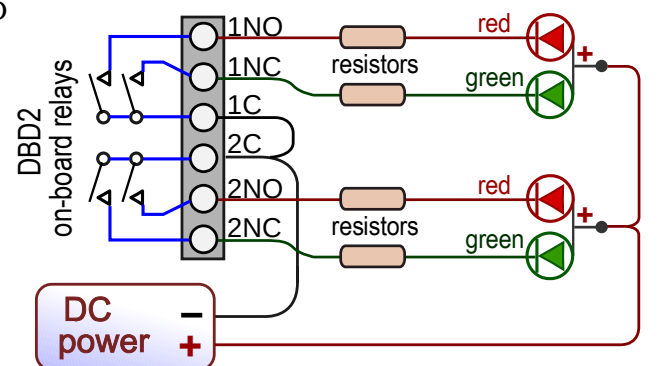 1NO
red
resistors
1NC
green
+
1C
2C
DBD2
on-board relays
2NO
red
resistors
2NC
green
+
DC
power
−
+